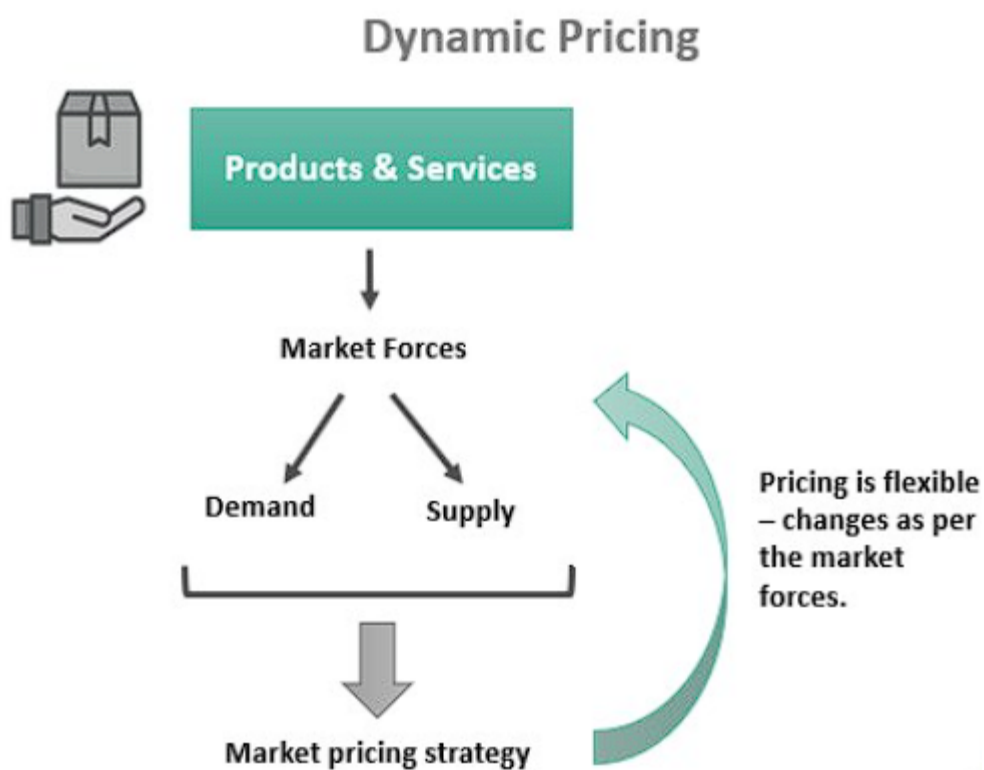 Dynamic Pricing
Products & Services
Market Forces
Demand
Supply
Pricing is flexible
– changes as per
the market
forces.
Market pricing strategy